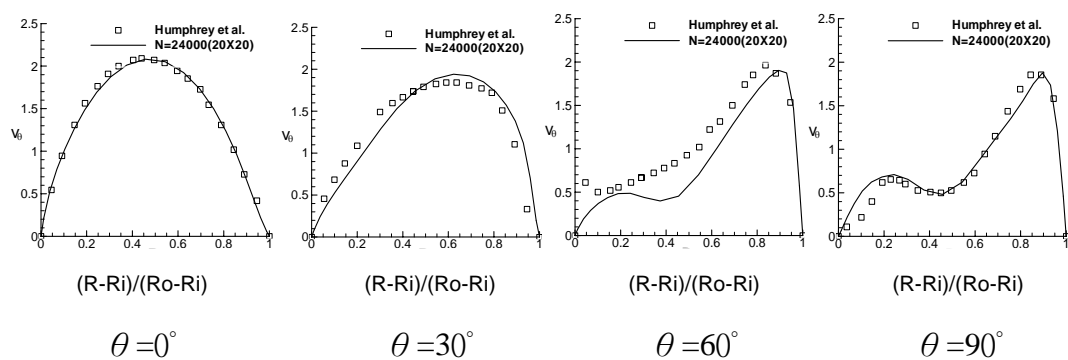 2.5
2
1.5
1
0.5
0
Vθ
0 0.2 0.4 0.6 0.8 1
Humphrey et al.
N=24000(20X20)
(R-Ri)/(Ro-Ri)
θ =0°
2.5
2
1.5
1
0.5
0
Vθ
0 0.2 0.4 0.6 0.8 1
Humphrey et al.
N=24000(20X20)
(R-Ri)/(Ro-Ri)
θ =30°
2.5
2
1.5
1
0.5
0
Vθ
0 0.2 0.4 0.6 0.8 1
Humphrey et al.
N=24000(20X20)
(R-Ri)/(Ro-Ri)
θ =60°
2.5
2
1.5
1
0.5
0
Vθ
0 0.2 0.4 0.6 0.8 1
Humphrey et al.
N=24000(20X20)
(R-Ri)/(Ro-Ri)
θ =90°